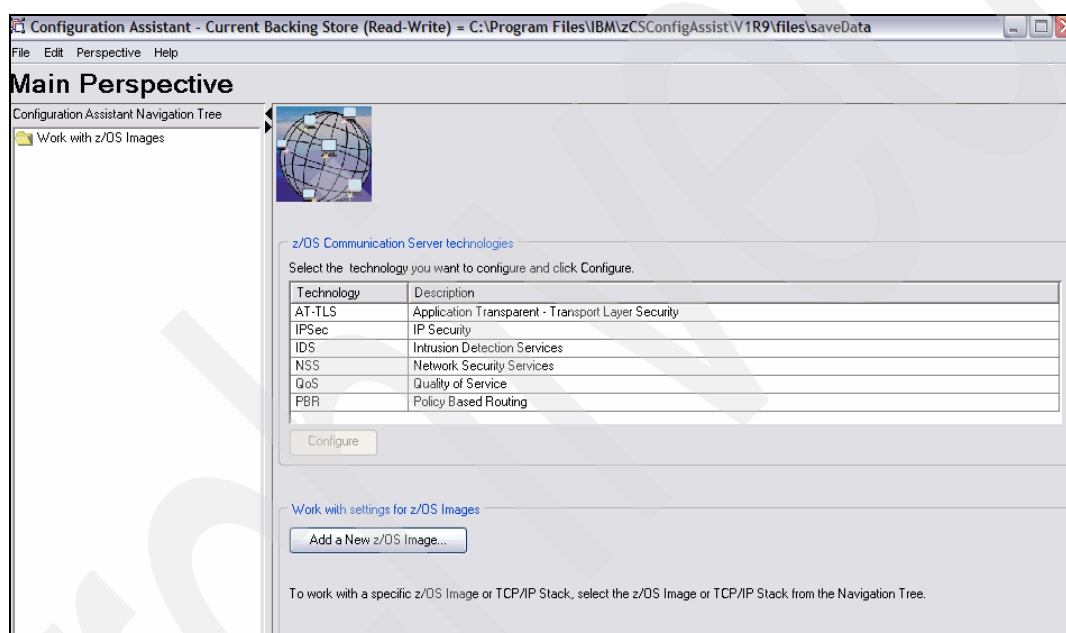 Configuration Assistant - Current Backing Store (Read-Write) = C:\Program Files\IBM\zCSConfigAssist\V1R9\files\saveData
File Edit Perspective Help
Main Perspective
Configuration Assistant Navigation Tree
Work with z/OS Images
z/OS Communication Server technologies
Select the technology you want to configure and click Configure.
Technology Description
AT-TLS Application Transparent - Transport Layer Security
IPSec IP Security
IDS Intrusion Detection Services
NSS Network Security Services
QoS Quality of Service
PBR Policy Based Routing
Configure
Work with settings for z/OS Images
Add a New z/OS Image...
To work with a specific z/OS Image or TCP/IP Stack, select the z/OS Image or TCP/IP Stack from the Navigation Tree.